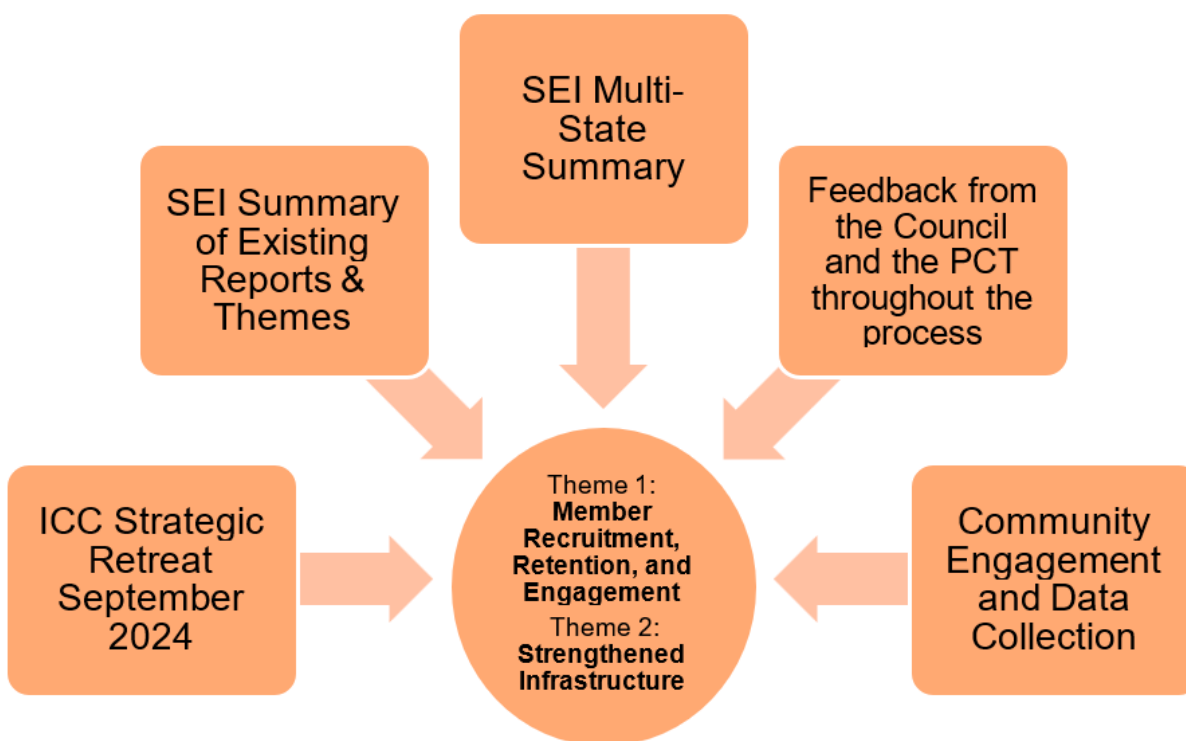 SEI Multi-
State
Summary
SEI Summary
of Existing
Reports &
Themes
Feedback from
the Council
and the PCT
throughout the
process
ICC Strategic
Retreat
September
2024
Theme 1:
Member
Recruitment,
Retention, and
Engagement
Theme 2:
Strengthened
Infrastructure
Community
Engagement
and Data
Collection